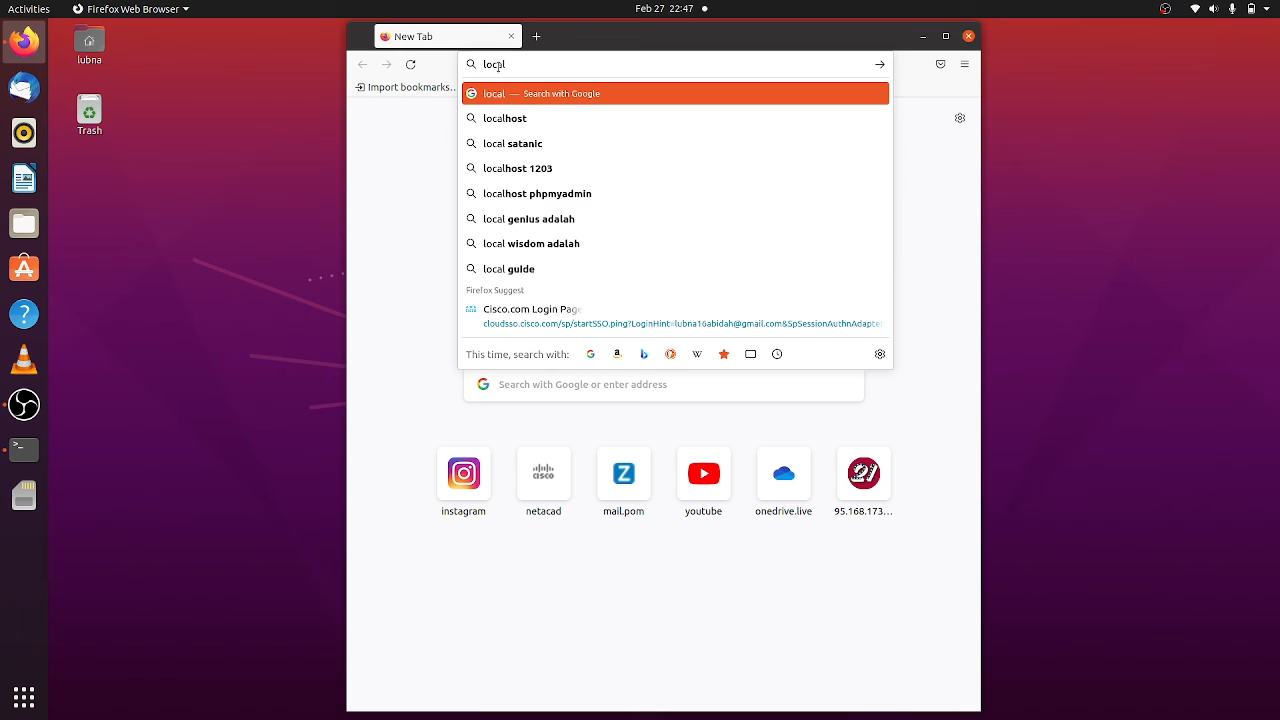 Activities
Firefox Web Browser
Feb 27 22:47
lubna
Trash
New Tab
local
Import bookmarks...
local — Search with Google
localhost
local satanic
localhost 1203
localhost phpmyadmin
local genius adalah
local wisdom adalah
local guide
Firefox Suggest
Cisco.com Login Page
cloudsso.cisco.com/sp/startSSO.ping?LoginHint=lubna16abidah@gmail.com&SpSessionAuthnAdapte
This time, search with:
Search with Google or enter address
instagram
netacad
mail.pom
youtube
onedrive.live
95.168.173...
cisco
Z
21